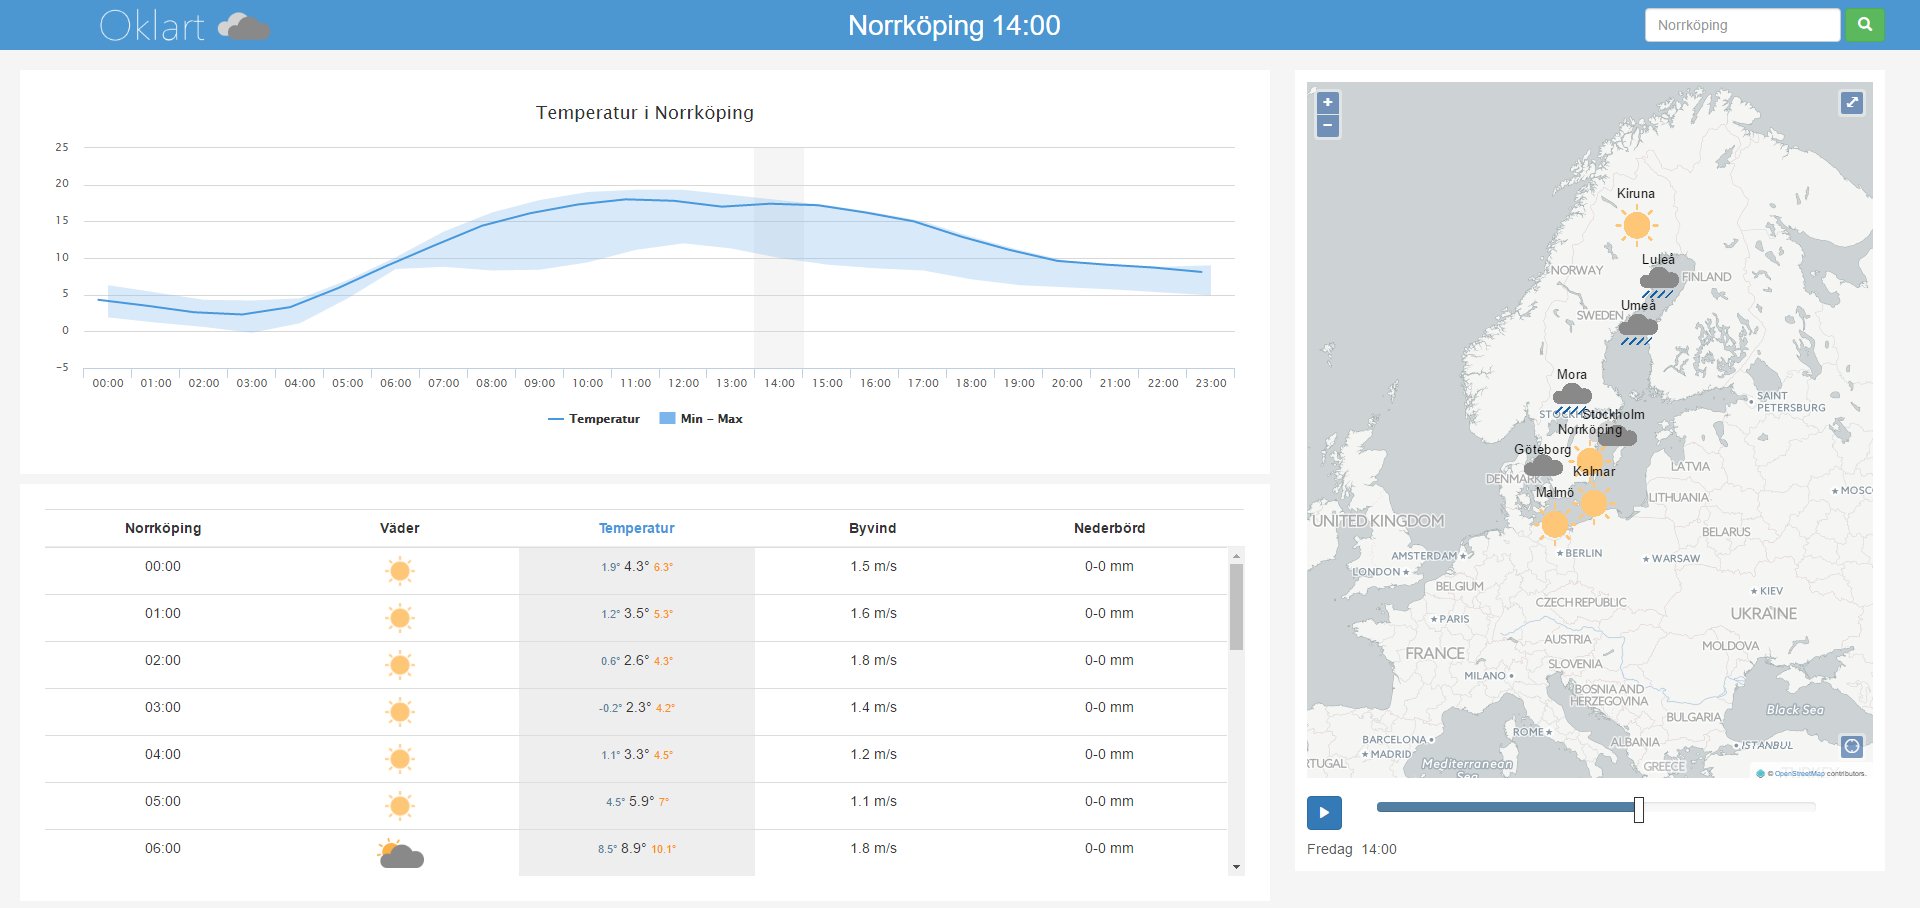 Oklart
Norrköping 14:00
Norrköping
Temperatur i Norrköping
25
20
15
10
5
0
−5
00:00 01:00 02:00 03:00 04:00 05:00 06:00 07:00 08:00 09:00 10:00 11:00 12:00 13:00 14:00 15:00 16:00 17:00 18:00 19:00 20:00 21:00 22:00 23:00
Temperatur Min – Max
Norrköping Väder Temperatur Byvind Nederbörd
00:00 1.9° 4.3° 6.3° 1.5 m/s 0-0 mm
01:00 1.2° 3.5° 5.3° 1.6 m/s 0-0 mm
02:00 0.6° 2.6° 4.3° 1.8 m/s 0-0 mm
03:00 -0.2° 2.3° 4.2° 1.4 m/s 0-0 mm
04:00 1.1° 3.3° 4.5° 1.2 m/s 0-0 mm
05:00 4.5° 5.9° 7° 1.1 m/s 0-0 mm
06:00 8.5° 8.9° 10.1° 1.8 m/s 0-0 mm
+
−
Kiruna
Luleå
NORWAY
FINLAND
Umeå
SWEDEN
Mora
SAINT
PETERSBURG
Stockholm
Norrköping
Göteborg
LATVIA
Kalmar
DENMARK
Malmö
MOSC
LITHUANIA
UNITED KINGDOM
BELARUS
AMSTERDAM
BERLIN
WARSAW
LONDON
BELGIUM
KIEV
CZECH REPUBLIC
UKRAINE
PARIS
AUSTRIA
FRANCE
MOLDOVA
SLOVENIA
MILANO
BOSNIA AND
HERZEGOVINA
Black Sea
BULGARIA
ROME
BARCELONA
ALBANIA
ISTANBUL
MADRID
RTUGAL
Mediterranean
Sea
GREECE
© OpenStreetMap contributors.
Fredag 14:00